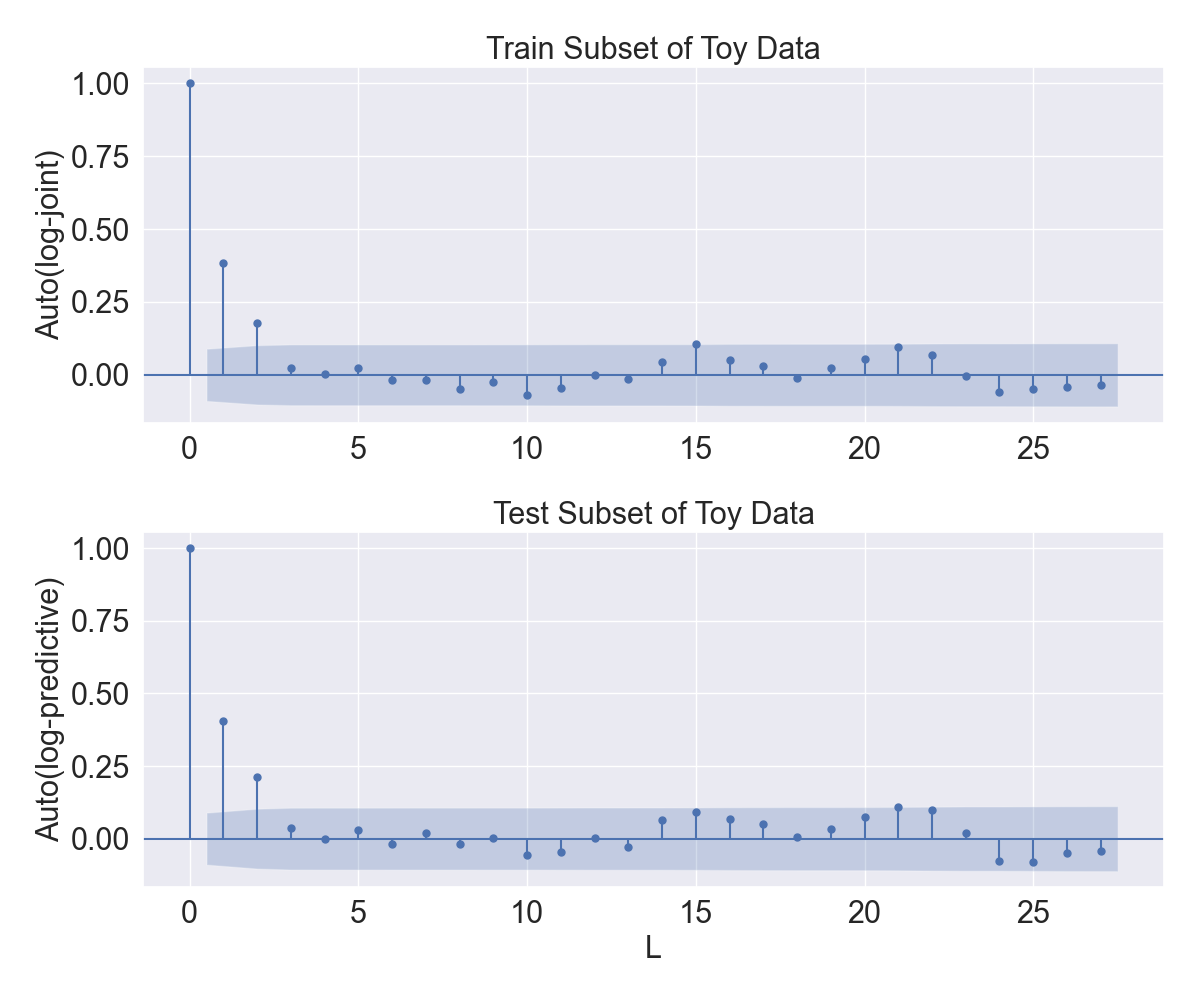 Train Subset of Toy Data
Auto(log-joint)
1.00
0.75
0.50
0.25
0.00
0 5 10 15 20 25
Test Subset of Toy Data
Auto(log-predictive)
1.00
0.75
0.50
0.25
0.00
0 5 10 15 20 25
L